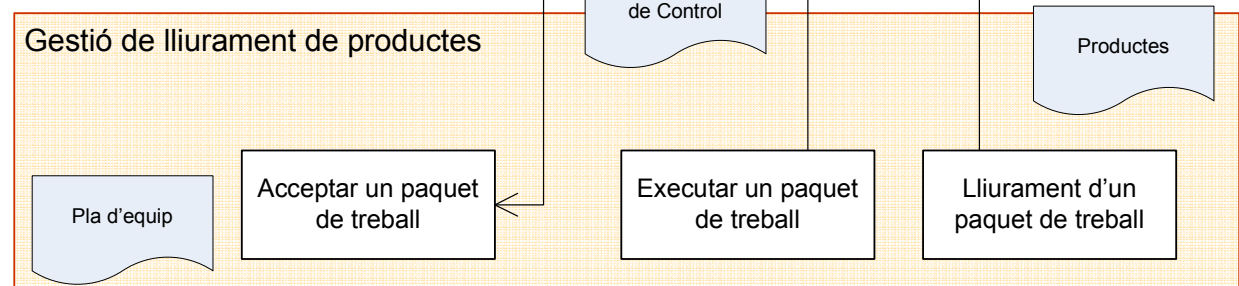 de Control
Gestió de lliurament de productes
Productes
Pla d’equip
Acceptar un paquet
de treball
Executar un paquet
de treball
Lliurament d’un
paquet de treball